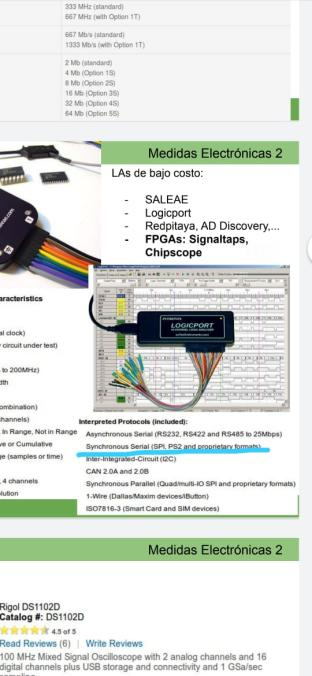 333 MHz (standard)
667 MHz (with Option 1T)
667 Mb/s (standard)
1333 Mb/s (with Option 1T)
2 Mb (standard)
4 Mb (Option 1S)
8 Mb (Option 2S)
16 Mb (Option 3S)
32 Mb (Option 4S)
64 Mb (Option 5S)
Medidas Electrónicas 2
LAs de bajo costo:
- SALEAE
- Logicport
- Redpitaya, AD Discovery,...
- FPGAs: Signaltaps,
Chipscope
LOGICPORT
aracteristics
al clock)
circuit under test)
to 200MHz)
dth
ombination)
hannels)
In Range, Not in Range
ve or Cumulative
ge (samples or time)
4 channels
olution
Interpreted Protocols (included):
Asynchronous Serial (RS232, RS422 and RS485 to 25Mbps)
Synchronous Serial (SPI, PS2 and proprietary formats)
Inter-Integrated-Circuit (I2C)
CAN 2.0A and 2.0B
Synchronous Parallel (Quad/multi-IO SPI and proprietary formats)
1-Wire (Dallas/Maxim devices/iButton)
ISO7816-3 (Smart Card and SIM devices)
Medidas Electrónicas 2
Rigol DS1102D
Catalog #: DS1102D
4.5 of 5
Read Reviews (6) | Write Reviews
100 MHz Mixed Signal Oscilloscope with 2 analog channels and 16
digital channels plus USB storage and connectivity and 1 GSa/sec